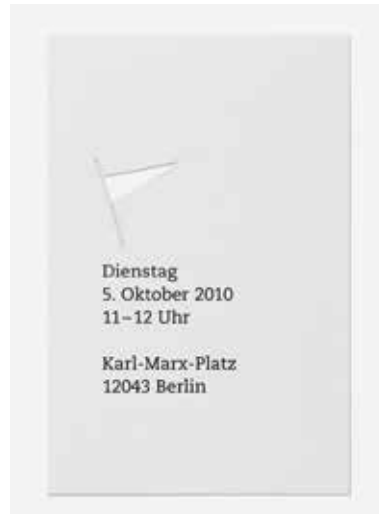 Dienstag
5. Oktober 2010
11–12 Uhr
Karl-Marx-Platz
12043 Berlin